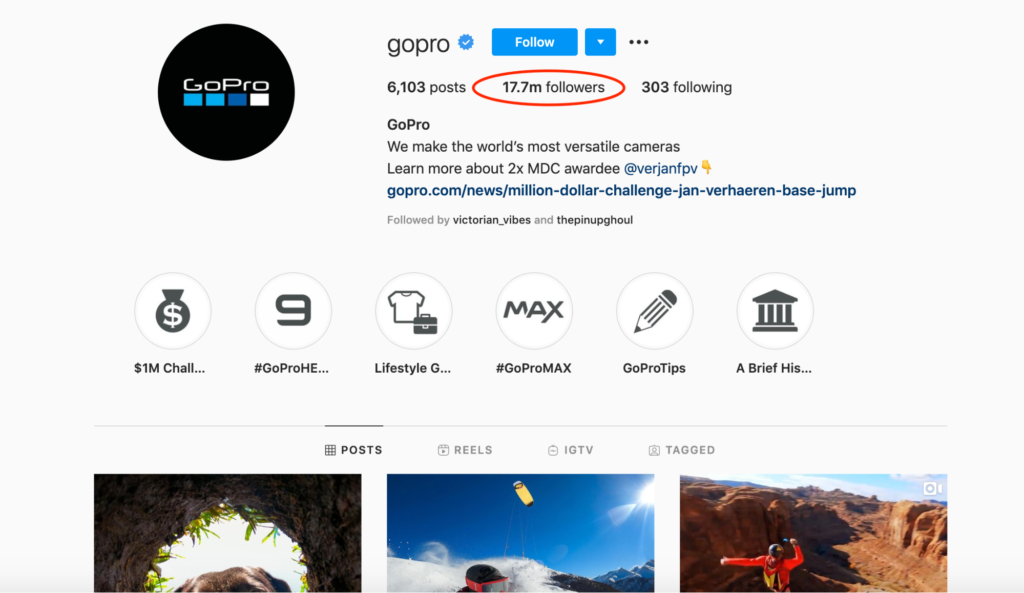 GoPro
gopro
Follow
6,103 posts 17.7m followers 303 following
GoPro
We make the world's most versatile cameras
Learn more about 2x MDC awardee @verjanfpv👇
gopro.com/news/million-dollar-challenge-jan-verhaeren-base-jump
Followed by victorian_vibes and thepinupghoul
$ 9 MAX
$1M Chall... #GoProHE... Lifestyle G... #GoProMAX GoProTips A Brief His...
POSTS REELS IGTV TAGGED